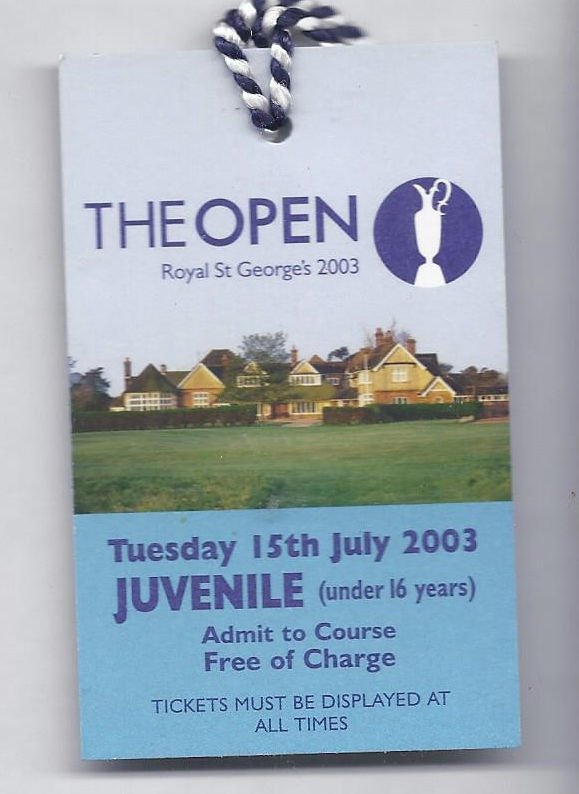 THE OPEN
Royal St George's 2003
Tuesday 15th July 2003
JUVENILE (under 16 years)
Admit to Course
Free of Charge
TICKETS MUST BE DISPLAYED AT
ALL TIMES